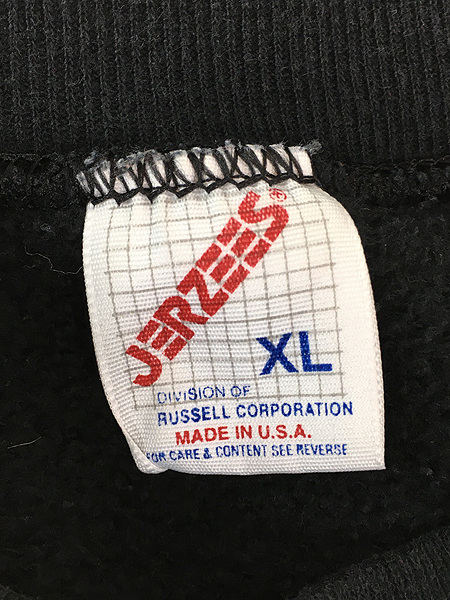 JERZEES®
XL
DIVISION OF
RUSSELL CORPORATION
MADE IN U.S.A.
FOR CARE & CONTENT SEE REVERSE